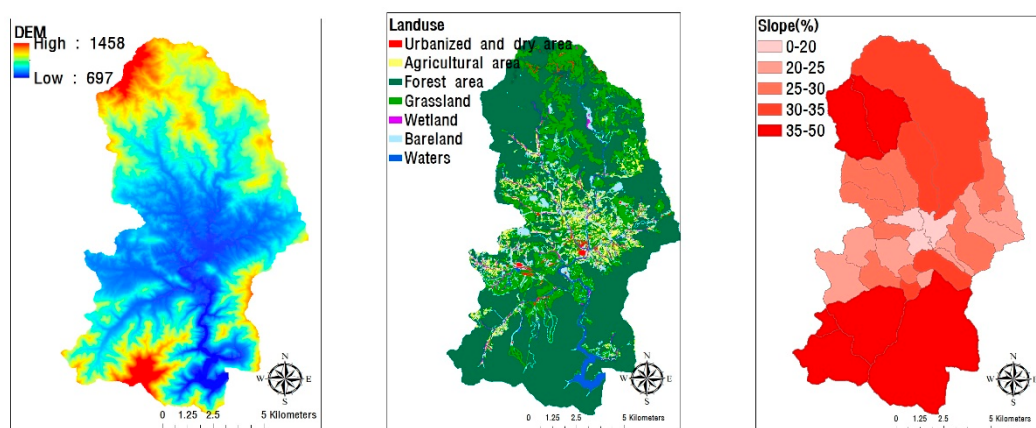 DEM
High : 1458
Low : 697
N
W
E
S
0 1.25 2.5 5 Kilometers
Landuse
Urbanized and dry area
Agricultural area
Forest area
Grassland
Wetland
Bareland
Waters
N
W
E
S
0 1.25 2.5 5 Kilometers
Slope(%)
0-20
20-25
25-30
30-35
35-50
N
W
E
S
0 1.25 2.5 5 Kilometers